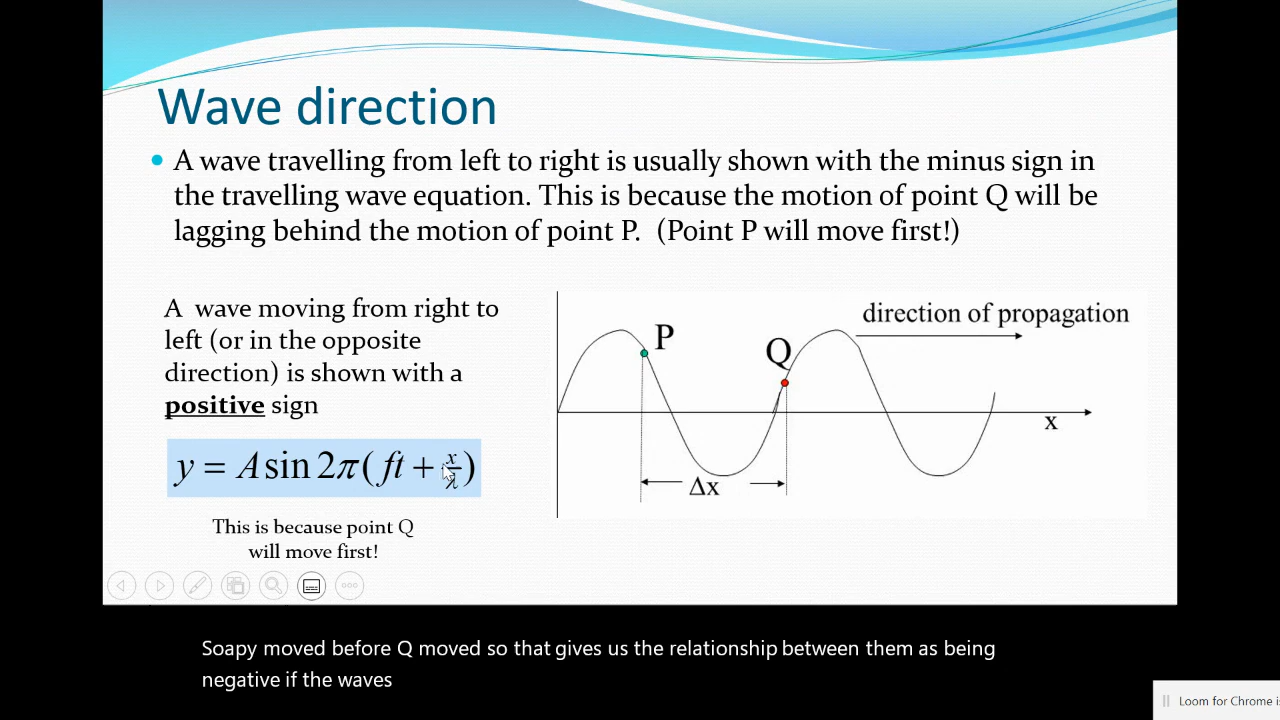 Wave direction
A wave travelling from left to right is usually shown with the minus sign in
the travelling wave equation. This is because the motion of point Q will be
lagging behind the motion of point P. (Point P will move first!)
A wave moving from right to
left (or in the opposite
direction) is shown with a
positive sign
y = A sin 2π( ft + x/λ )
This is because point Q
will move first!
direction of propagation
P
Q
x
Δx
Soapy moved before Q moved so that gives us the relationship between them as being
negative if the waves
Loom for Chrome i